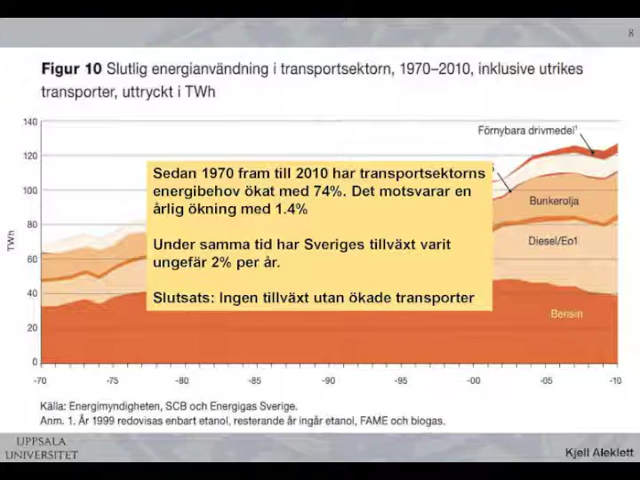 8
Figur 10 Slutlig energianvändning i transportsektorn, 1970–2010, inklusive utrikes
transporter, uttryckt i TWh
140
120
100
80
60
40
20
0
TWh
Förnybara drivmedel¹
Sedan 1970 fram till 2010 har transportsektorns
energibehov ökat med 74%. Det motsvarar en
årlig ökning med 1.4%
Under samma tid har Sveriges tillväxt varit
ungefär 2% per år.
Slutsats: Ingen tillväxt utan ökade transporter
Bunkerolja
Diesel/Eo1
Bensin
-70 -75 -80 -85 -90 -95 -00 -05 -10
Källa: Energimyndigheten, SCB och Energigas Sverige.
Anm. 1. År 1999 redovisas enbart etanol, resterande år ingår etanol, FAME och biogas.
UPPSALA
UNIVERSITET
Kjell Aleklett